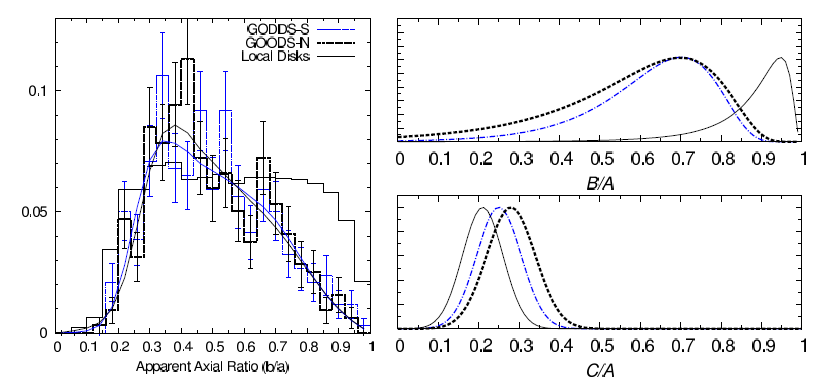 GODDS-S
GOODS-N
Local Disks
0.1
0.05
0
0 0.1 0.2 0.3 0.4 0.5 0.6 0.7 0.8 0.9 1
Apparent Axial Ratio (b/a)
0 0.1 0.2 0.3 0.4 0.5 0.6 0.7 0.8 0.9 1
B/A
0 0.1 0.2 0.3 0.4 0.5 0.6 0.7 0.8 0.9 1
C/A